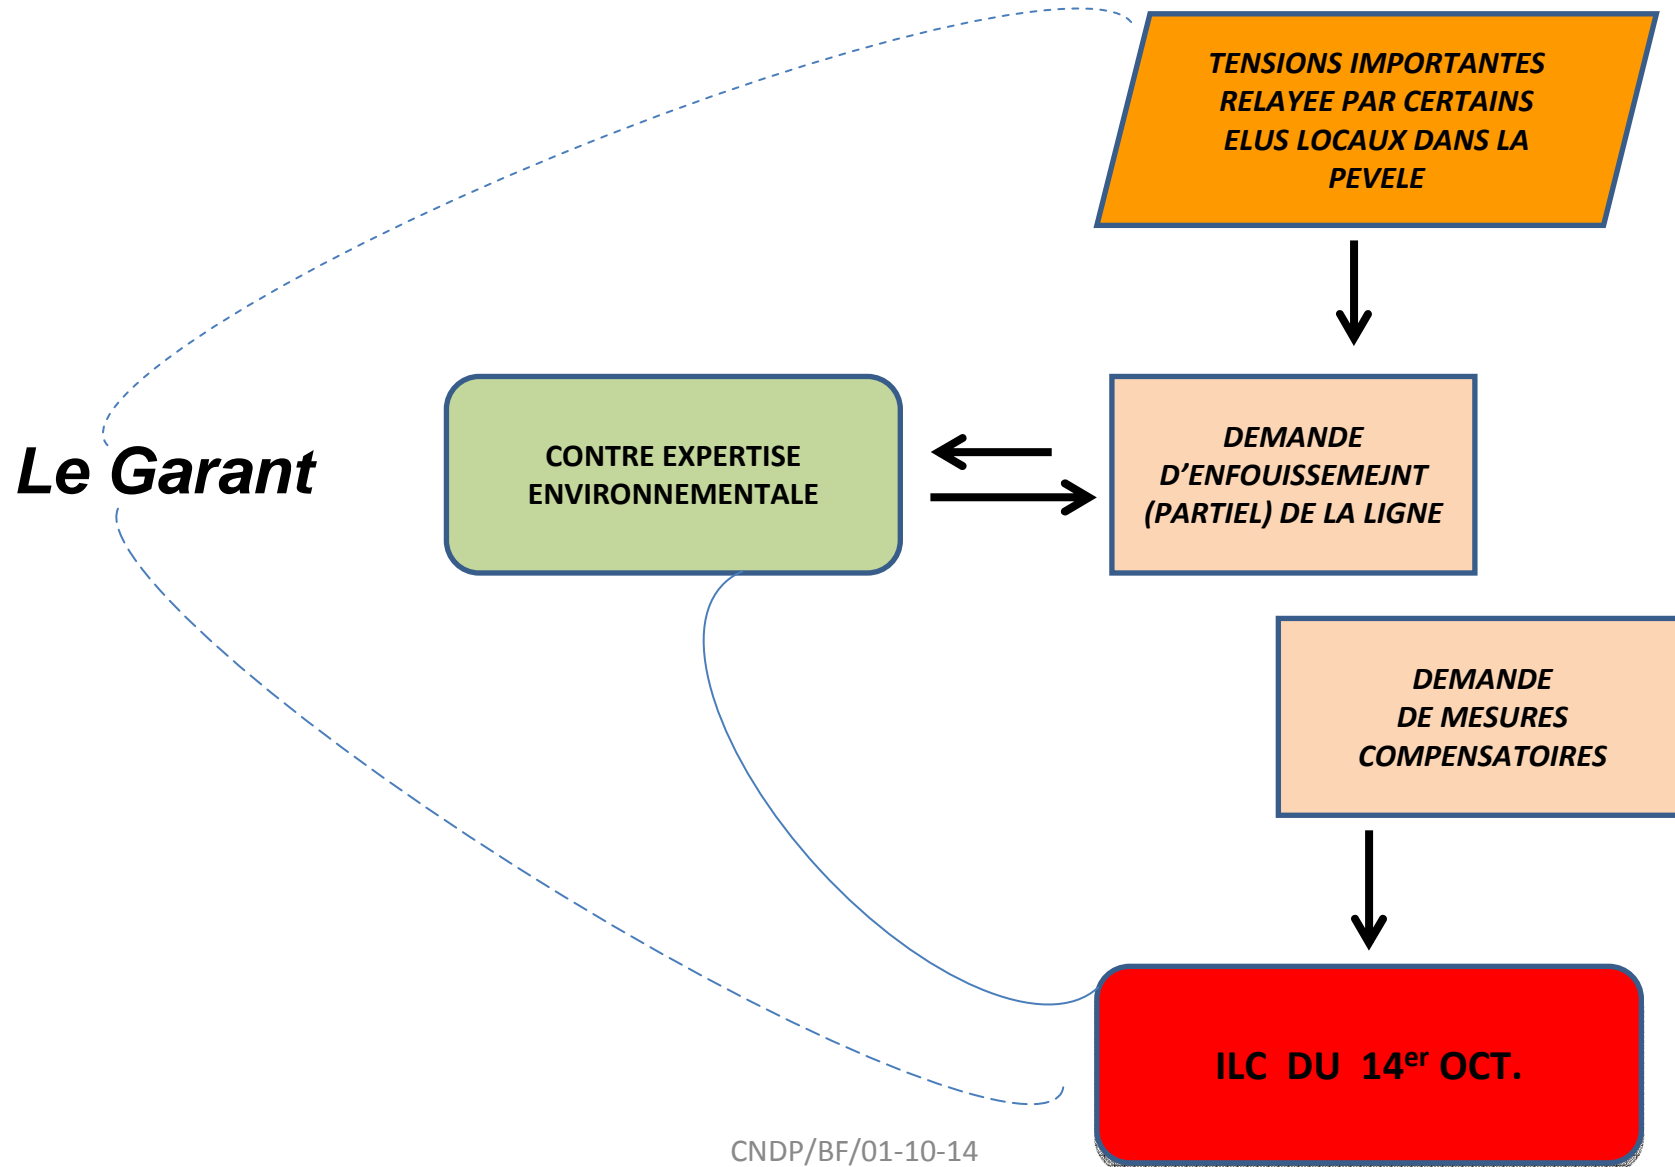 TENSIONS IMPORTANTES
RELAYEE PAR CERTAINS
ELUS LOCAUX DANS LA
PEVELE
Le Garant
CONTRE EXPERTISE
ENVIRONNEMENTALE
DEMANDE
D’ENFOUISSEMEJNT
(PARTIEL) DE LA LIGNE
DEMANDE
DE MESURES
COMPENSATOIRES
ILC DU 14er OCT.
CNDP/BF/01-10-14